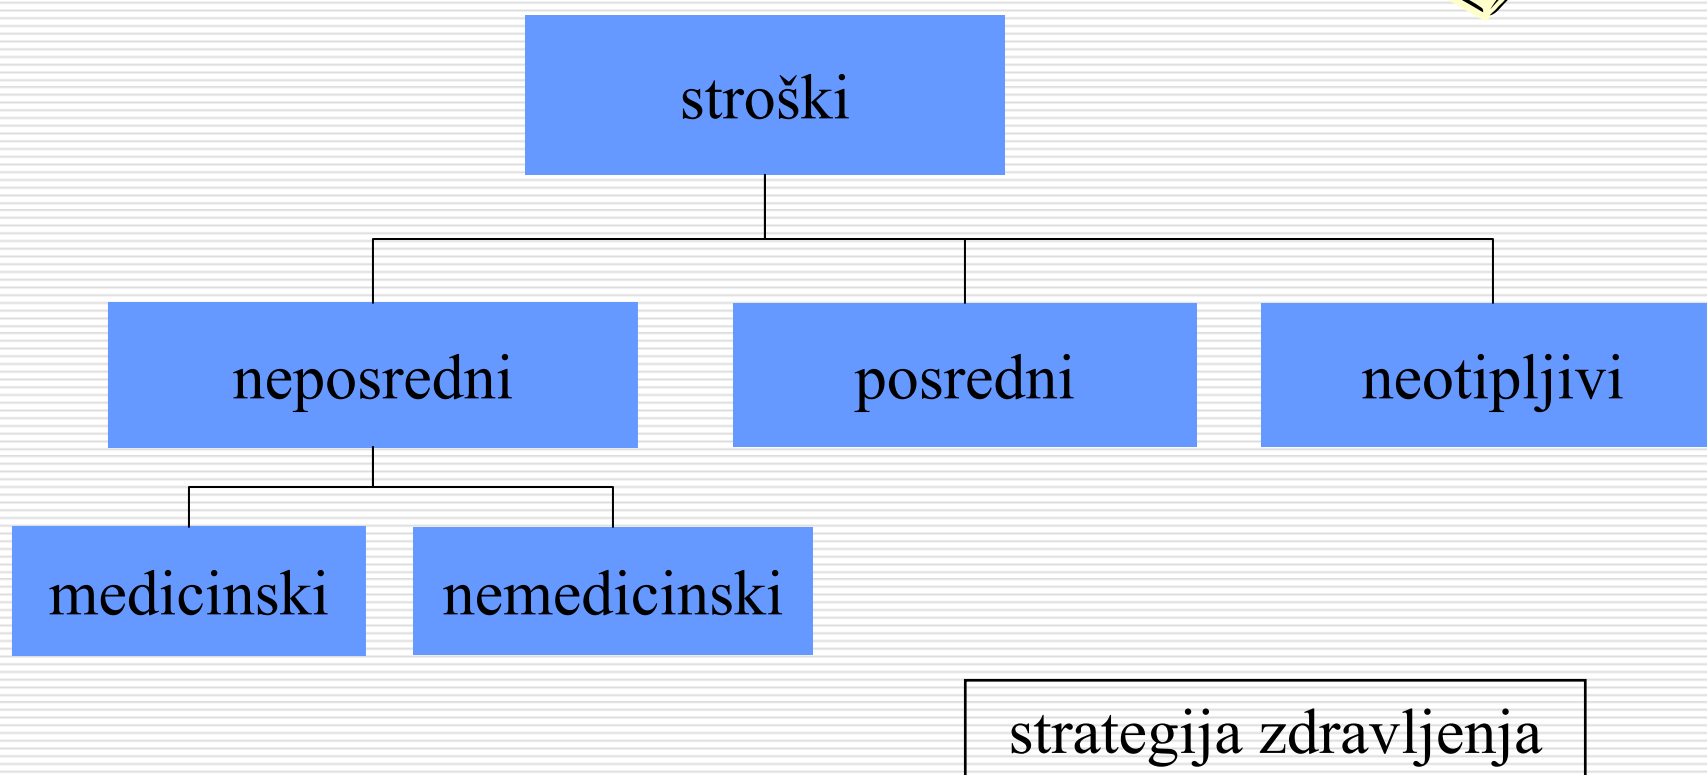 stroški
neposredni
posredni
neotipljivi
medicinski
nemedicinski
strategija zdravljenja